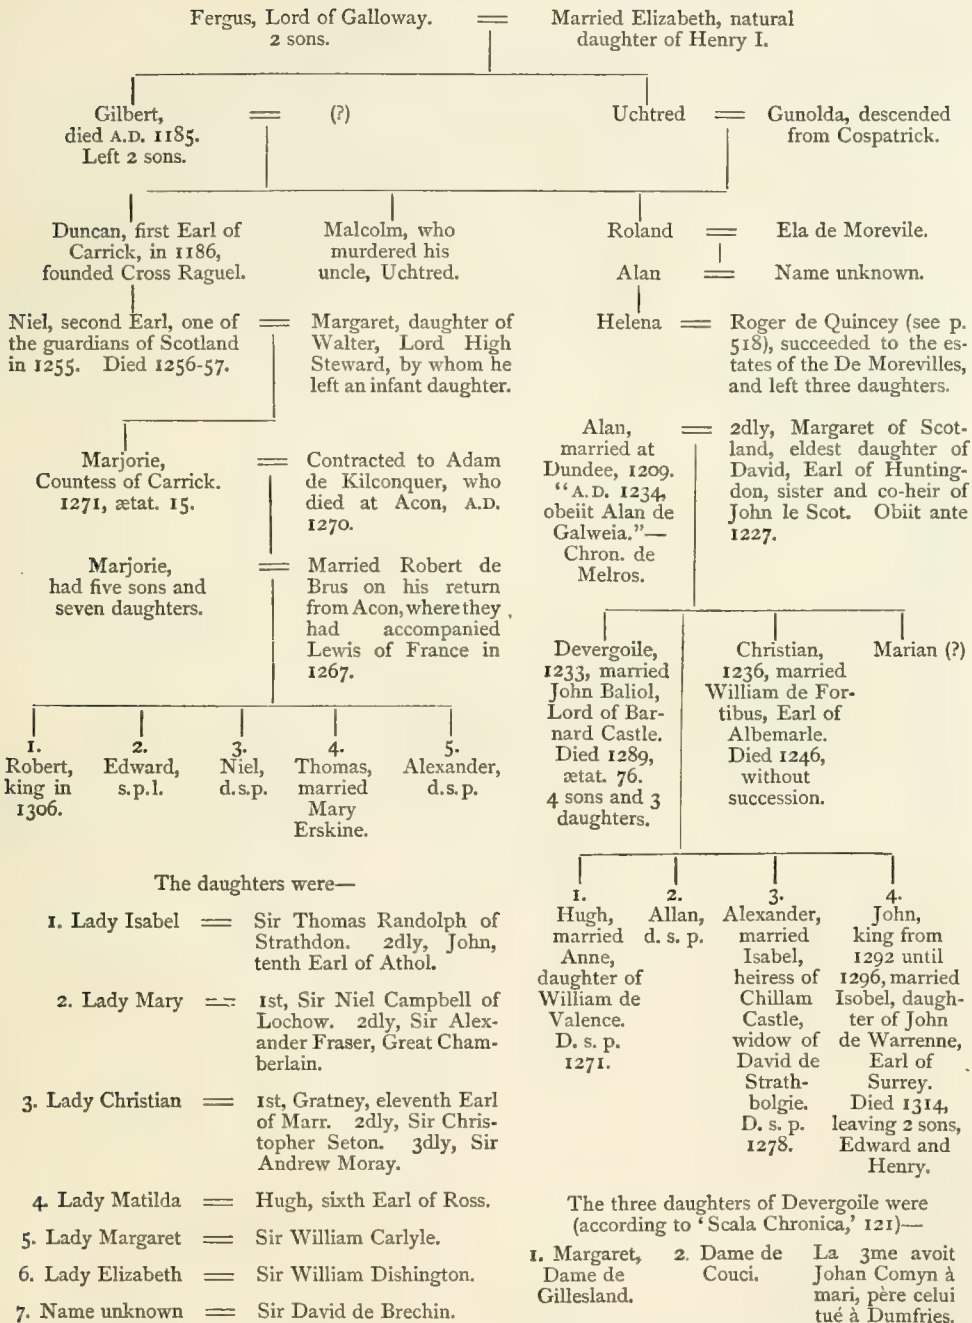 Fergus, Lord of Galloway. = Married Elizabeth, natural
2 sons. daughter of Henry I.
Gilbert, = (?)
died A.D. 1185.
Left 2 sons.
Uchtred = Gunolda, descended
from Cospatrick.
Duncan, first Earl of
Carrick, in 1186,
founded Cross Raguel.
Malcolm, who
murdered his
uncle, Uchtred.
Roland = Ela de Morevile.
Alan = Name unknown.
Niel, second Earl, one of
the guardians of Scotland
in 1255. Died 1256-57.
=
Margaret, daughter of
Walter, Lord High
Steward, by whom he
left an infant daughter.
Helena = Roger de Quincey (see p.
518), succeeded to the es-
tates of the De Morevilles,
and left three daughters.
Marjorie,
Countess of Carrick.
1271, ætat. 15.
=
Contracted to Adam
de Kilconquer, who
died at Acon, A.D.
1270.
Alan,
married at
Dundee, 1209.
“A.D. 1234,
obeiit Alan de
Galweia.”—
Chron. de
Melros.
=
2dly, Margaret of Scot-
land, eldest daughter of
David, Earl of Hunting-
don, sister and co-heir of
John le Scot. Obiit ante
1227.
Marjorie,
had five sons and
seven daughters.
=
Married Robert de
Brus on his return
from Acon, where they
had accompanied
Lewis of France in
1267.
Devergoile,
1233, married
John Baliol,
Lord of Bar-
nard Castle.
Died 1289,
ætat. 76.
4 sons and 3
daughters.
Christian,
1236, married
William de For-
tibus, Earl of
Albemarle.
Died 1246,
without
succession.
Marian (?)
1.
Robert,
king in
1306.
2.
Edward,
s.p.l.
3.
Niel,
d.s.p.
4.
Thomas,
married
Mary
Erskine.
5.
Alexander,
d.s.p.
The daughters were—
1. Lady Isabel = Sir Thomas Randolph of
Strathdon. 2dly, John,
tenth Earl of Athol.
2. Lady Mary = 1st, Sir Niel Campbell of
Lochow. 2dly, Sir Alex-
ander Fraser, Great Cham-
berlain.
3. Lady Christian = 1st, Gratney, eleventh Earl
of Marr. 2dly, Sir Chris-
topher Seton. 3dly, Sir
Andrew Moray.
4. Lady Matilda = Hugh, sixth Earl of Ross.
5. Lady Margaret = Sir William Carlyle.
6. Lady Elizabeth = Sir William Dishington.
7. Name unknown = Sir David de Brechin.
1.
Hugh,
married
Anne,
daughter of
William de
Valence.
D. s. p.
1271.
2.
Allan,
d. s. p.
3.
Alexander,
married
Isabel,
heiress of
Chillam
Castle,
widow of
David de
Strath-
bolgie.
D. s. p.
1278.
4.
John,
king from
1292 until
1296, married
Isobel, daugh-
ter of John
de Warrenne,
Earl of
Surrey.
Died 1314,
leaving 2 sons,
Edward and
Henry.
The three daughters of Devergoile were
(according to ‘Scala Chronica,’ 121)—
1. Margaret,
Dame de
Gillesland.
2. Dame de
Couci.
La 3me avoit
Johan Comyn à
mari, père celui
tué à Dumfries.